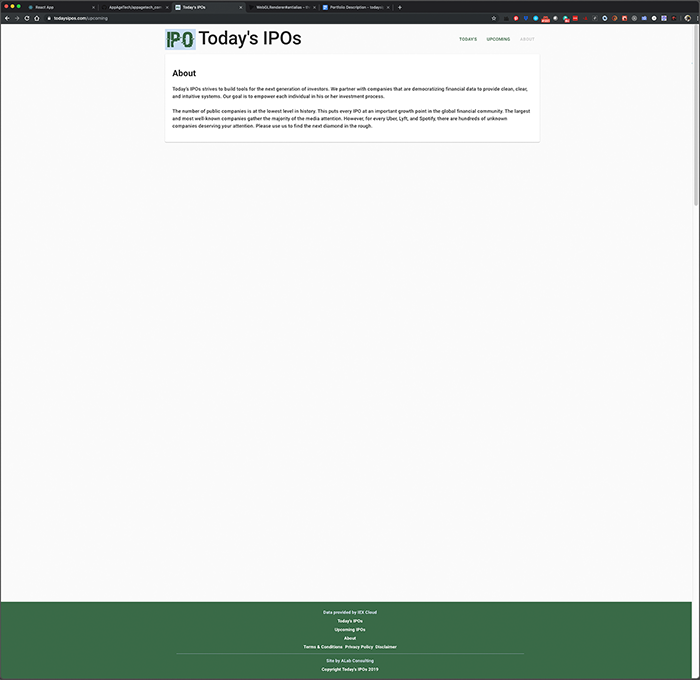 React App
AppAgeTech/appagetech_com
Today's IPOs
WebGLRenderer#antialias
Portfolio Description - todaysi
todaysipos.com/upcoming
IPO Today's IPOs
TODAY'S UPCOMING ABOUT
About
Today's IPOs strives to build tools for the next generation of investors. We partner with companies that are democratizing financial data to provide clean, clear,
and intuitive systems. Our goal is to empower each individual in his or her investment process.
The number of public companies is at the lowest level in history. This puts every IPO at an important growth point in the global financial community. The largest
and most well-known companies gather the majority of the media attention. However, for every Uber, Lyft, and Spotify, there are hundreds of unknown
companies deserving your attention. Please use us to find the next diamond in the rough.
Data provided by IEX Cloud
Today's IPOs
Upcoming IPOs
About
Terms & Conditions Privacy Policy Disclaimer
Site by ALab Consulting
Copyright Today's IPOs 2019